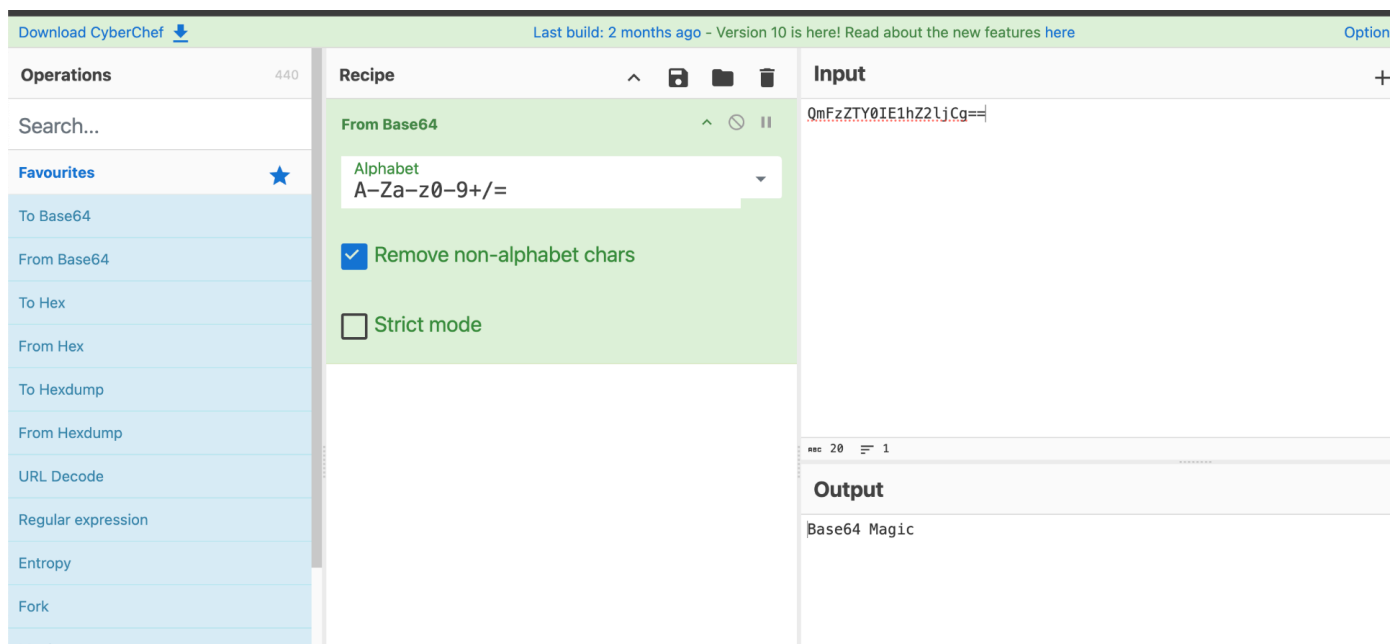 Download CyberChef
Last build: 2 months ago - Version 10 is here! Read about the new features here
Option
Operations
440
Search...
Favourites
To Base64
From Base64
To Hex
From Hex
To Hexdump
From Hexdump
URL Decode
Regular expression
Entropy
Fork
Recipe
From Base64
Alphabet
A-Za-z0-9+/=
Remove non-alphabet chars
Strict mode
Input
QmFzZTY0IE1hZ2ljCg==
ABC 20 1
Output
Base64 Magic